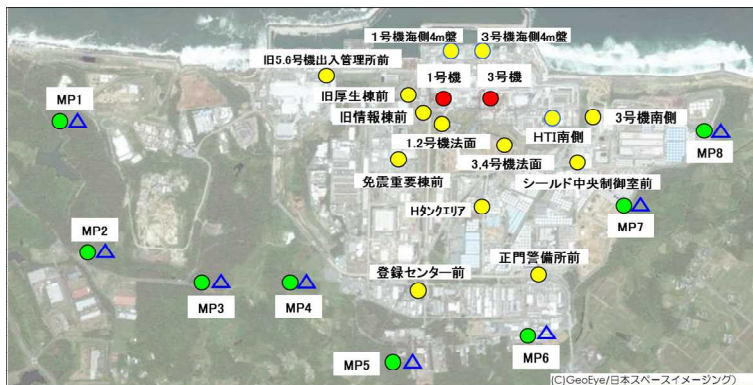 1号機海側4m盤
3号機海側4m盤
旧5.6号機出入管理所前
1号機
3号機
MP1
旧厚生棟前
旧情報棟前
HTI南側
3号機南側
MP8
1.2号機法面
3.4号機法面
免震重要棟前
シールド中央制御室前
Hタンクエリア
MP7
MP2
正門警備所前
登録センター前
MP3
MP4
MP5
MP6
(C)GeoEye/日本スペースイメージング)